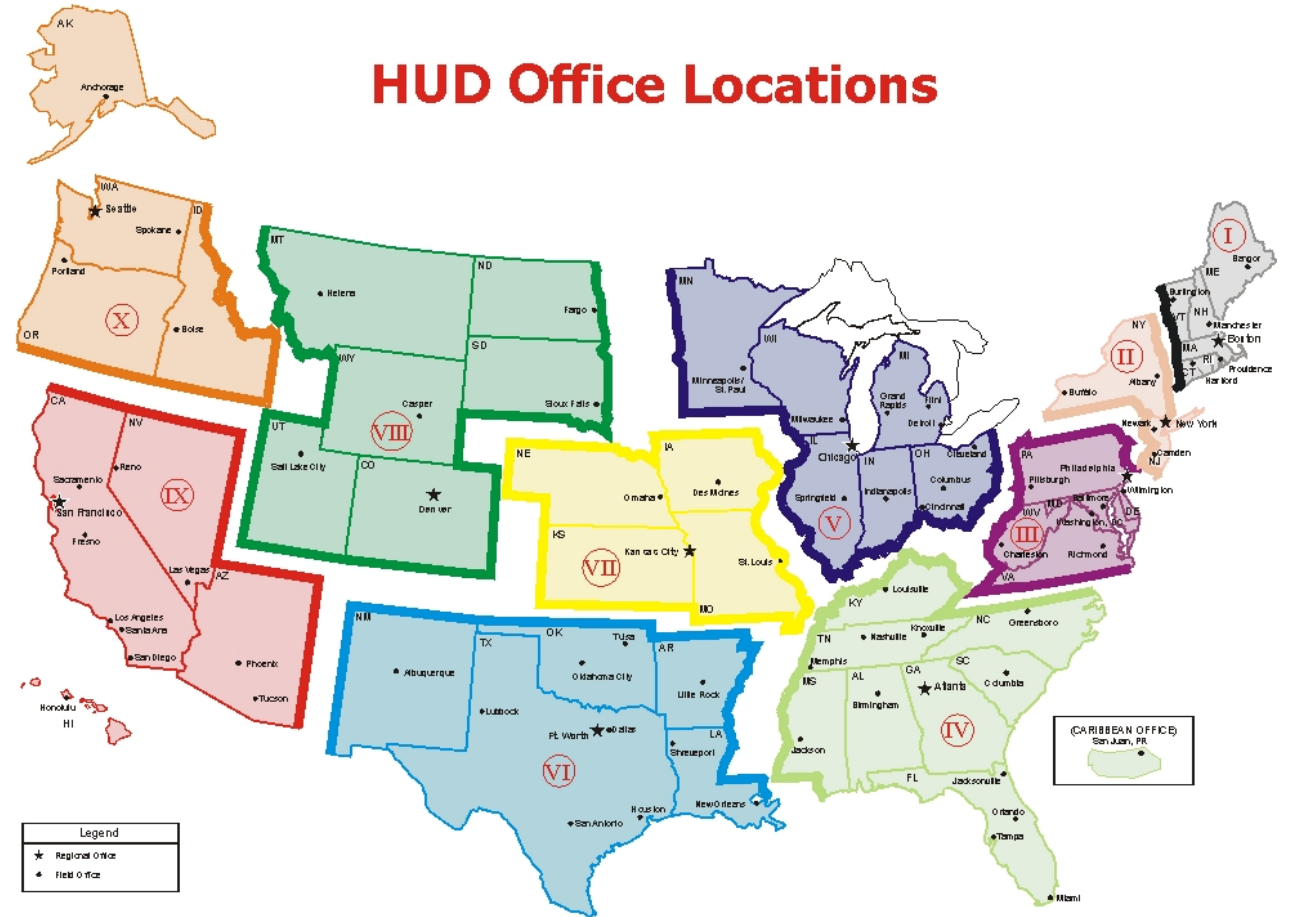 HUD Office Locations
AK
Anchorage
WA
Seattle
Spokane
ID
Portland
Boise
OR
X
MT
Helena
ND
Fargo
SD
Sioux Falls
WY
Casper
VIII
UT
Salt Lake City
CO
Denver
CA
NV
Reno
Sacramento
San Francisco
Fresno
IX
Las Vegas
AZ
Los Angeles
Santa Ana
San Diego
Phoenix
Tucson
Honolulu
HI
NE
IA
Omaha
Des Moines
KS
Kansas City
VII
St. Louis
MO
NM
Albuquerque
TX
OK
Tulsa
Oklahoma City
AR
Little Rock
Lubbock
Ft. Worth
Dallas
LA
Shreveport
VI
New Orleans
Houston
San Antonio
MN
Minneapolis/
St. Paul
WI
Milwaukee
MI
Grand
Rapids
Flint
Detroit
IL
Chicago
IN
OH
Cleveland
Springfield
Indianapolis
Columbus
Cincinnati
V
KY
Louisville
TN
Nashville
Knoxville
NC
Greensboro
Memphis
MS
AL
GA
SC
Columbia
Atlanta
Birmingham
Jackson
IV
FL
Jacksonville
Orlando
Tampa
Miami
PA
Philadelphia
Pittsburgh
Wilmington
MD
Baltimore
DE
WV
Washington, DC
III
Charleston
Richmond
VA
NY
II
Buffalo
Albany
Newark
New York
Camden
NJ
I
Bangor
ME
Burlington
VT
NH
Manchester
MA
Boston
RI
Providence
CT
Hartford
(CARIBBEAN OFFICE)
San Juan, PR
Legend
Regional Office
Field Office